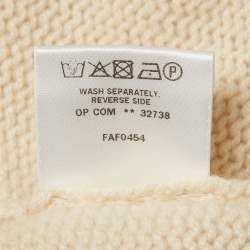 P
WASH SEPARATELY.
REVERSE SIDE
OP COM ** 32738
FAF0454